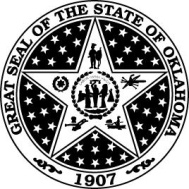 GREAT SEAL OF THE STATE OF OKLAHOMA
1907